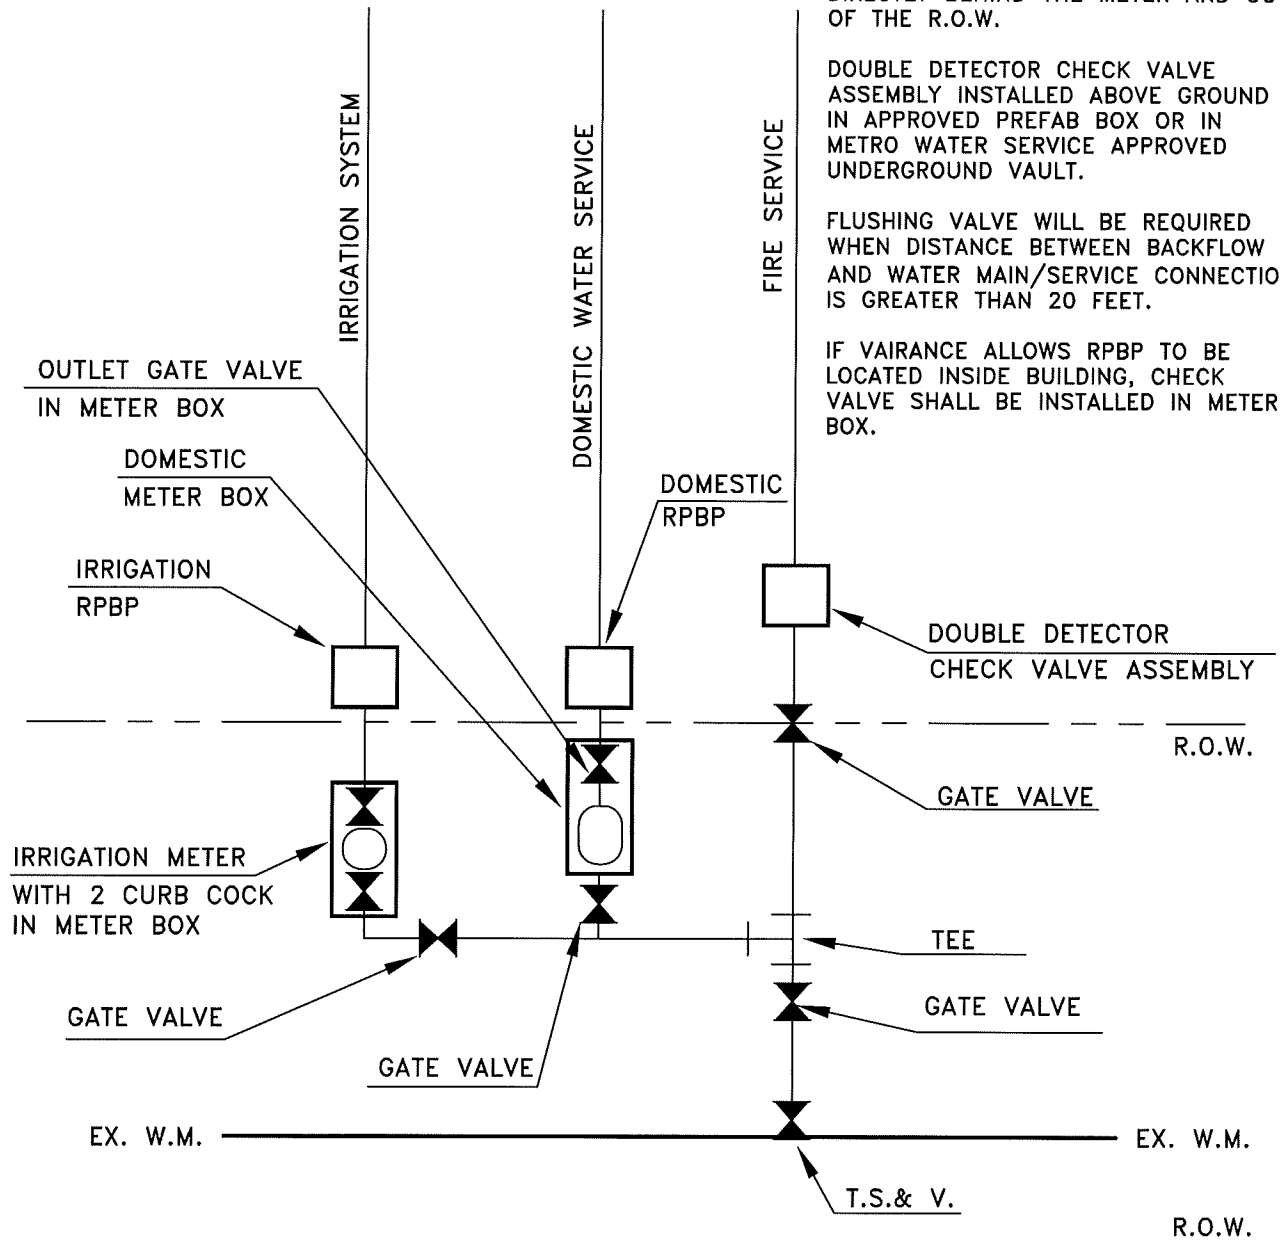 OF THE R.O.W.
DOUBLE DETECTOR CHECK VALVE
ASSEMBLY INSTALLED ABOVE GROUND
IN APPROVED PREFAB BOX OR IN
METRO WATER SERVICE APPROVED
UNDERGROUND VAULT.
FLUSHING VALVE WILL BE REQUIRED
WHEN DISTANCE BETWEEN BACKFLOW
AND WATER MAIN/SERVICE CONNECTIO
IS GREATER THAN 20 FEET.
IF VAIRANCE ALLOWS RPBP TO BE
LOCATED INSIDE BUILDING, CHECK
VALVE SHALL BE INSTALLED IN METER
BOX.
IRRIGATION SYSTEM
DOMESTIC WATER SERVICE
FIRE SERVICE
OUTLET GATE VALVE
IN METER BOX
DOMESTIC
METER BOX
DOMESTIC
RPBP
IRRIGATION
RPBP
DOUBLE DETECTOR
CHECK VALVE ASSEMBLY
R.O.W.
GATE VALVE
IRRIGATION METER
WITH 2 CURB COCK
IN METER BOX
TEE
GATE VALVE
GATE VALVE
GATE VALVE
EX. W.M.
EX. W.M.
T.S.& V.
R.O.W.